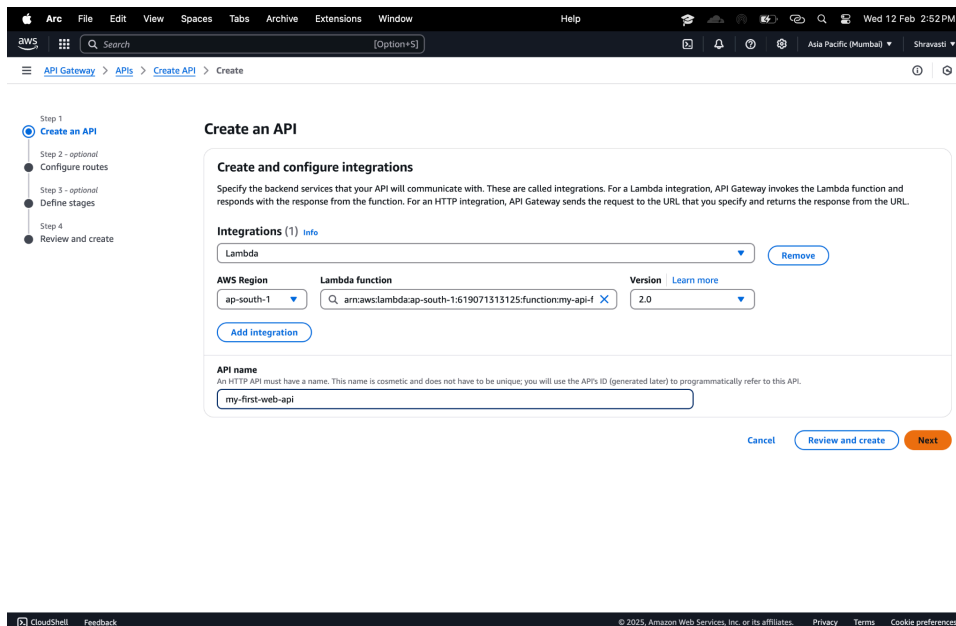 Arc File Edit View Spaces Tabs Archive Extensions Window Help Wed 12 Feb 2:52 PM
aws Search [Option+S] Asia Pacific (Mumbai) Shravasti
API Gateway > APIs > Create API > Create
Step 1
Create an API
Step 2 - optional
Configure routes
Step 3 - optional
Define stages
Step 4
Review and create
Create an API
Create and configure integrations
Specify the backend services that your API will communicate with. These are called integrations. For a Lambda integration, API Gateway invokes the Lambda function and
responds with the response from the function. For an HTTP integration, API Gateway sends the request to the URL that you specify and returns the response from the URL.
Integrations (1) Info
Lambda Remove
AWS Region Lambda function Version Learn more
ap-south-1 arn:aws:lambda:ap-south-1:619071313125:function:my-api-f 2.0
Add integration
API name
An HTTP API must have a name. This name is cosmetic and does not have to be unique; you will use the API's ID (generated later) to programmatically refer to this API.
my-first-web-api
Cancel Review and create Next
CloudShell Feedback © 2025, Amazon Web Services, Inc. or its affiliates. Privacy Terms Cookie preferences